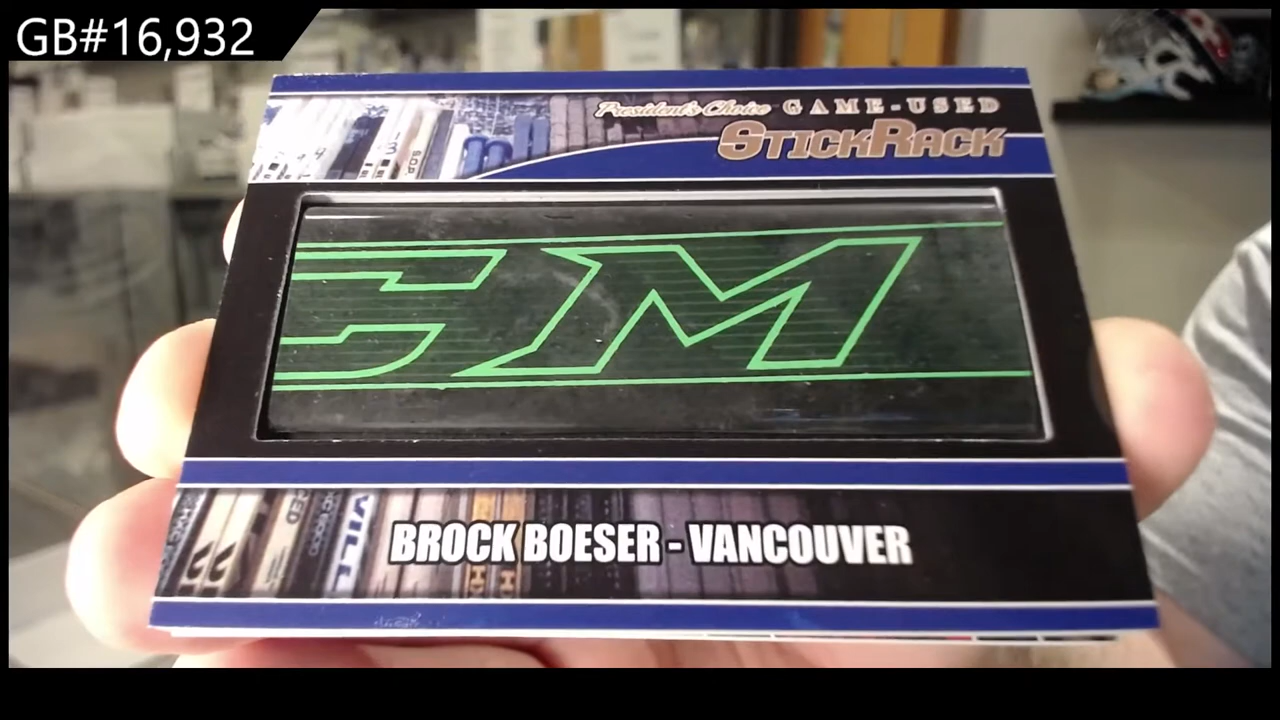 GB#16,932
President's Choice GAME-USED
STICKRACK
CM
BROCK BOESER - VANCOUVER